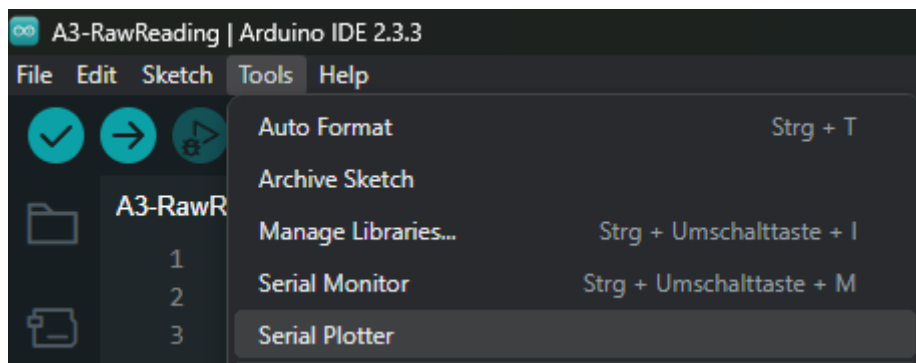 A3-RawReading | Arduino IDE 2.3.3
File Edit Sketch Tools Help
Auto Format Strg + T
Archive Sketch
A3-RawR
Manage Libraries... Strg + Umschalttaste + I
1
Serial Monitor Strg + Umschalttaste + M
2
3 Serial Plotter